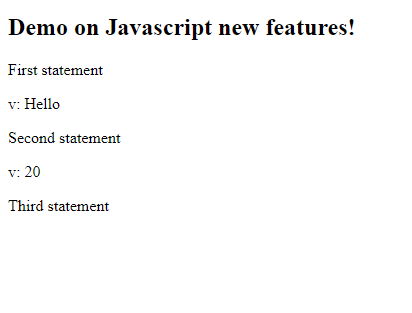 Demo on Javascript new features!
First statement
v: Hello
Second statement
v: 20
Third statement